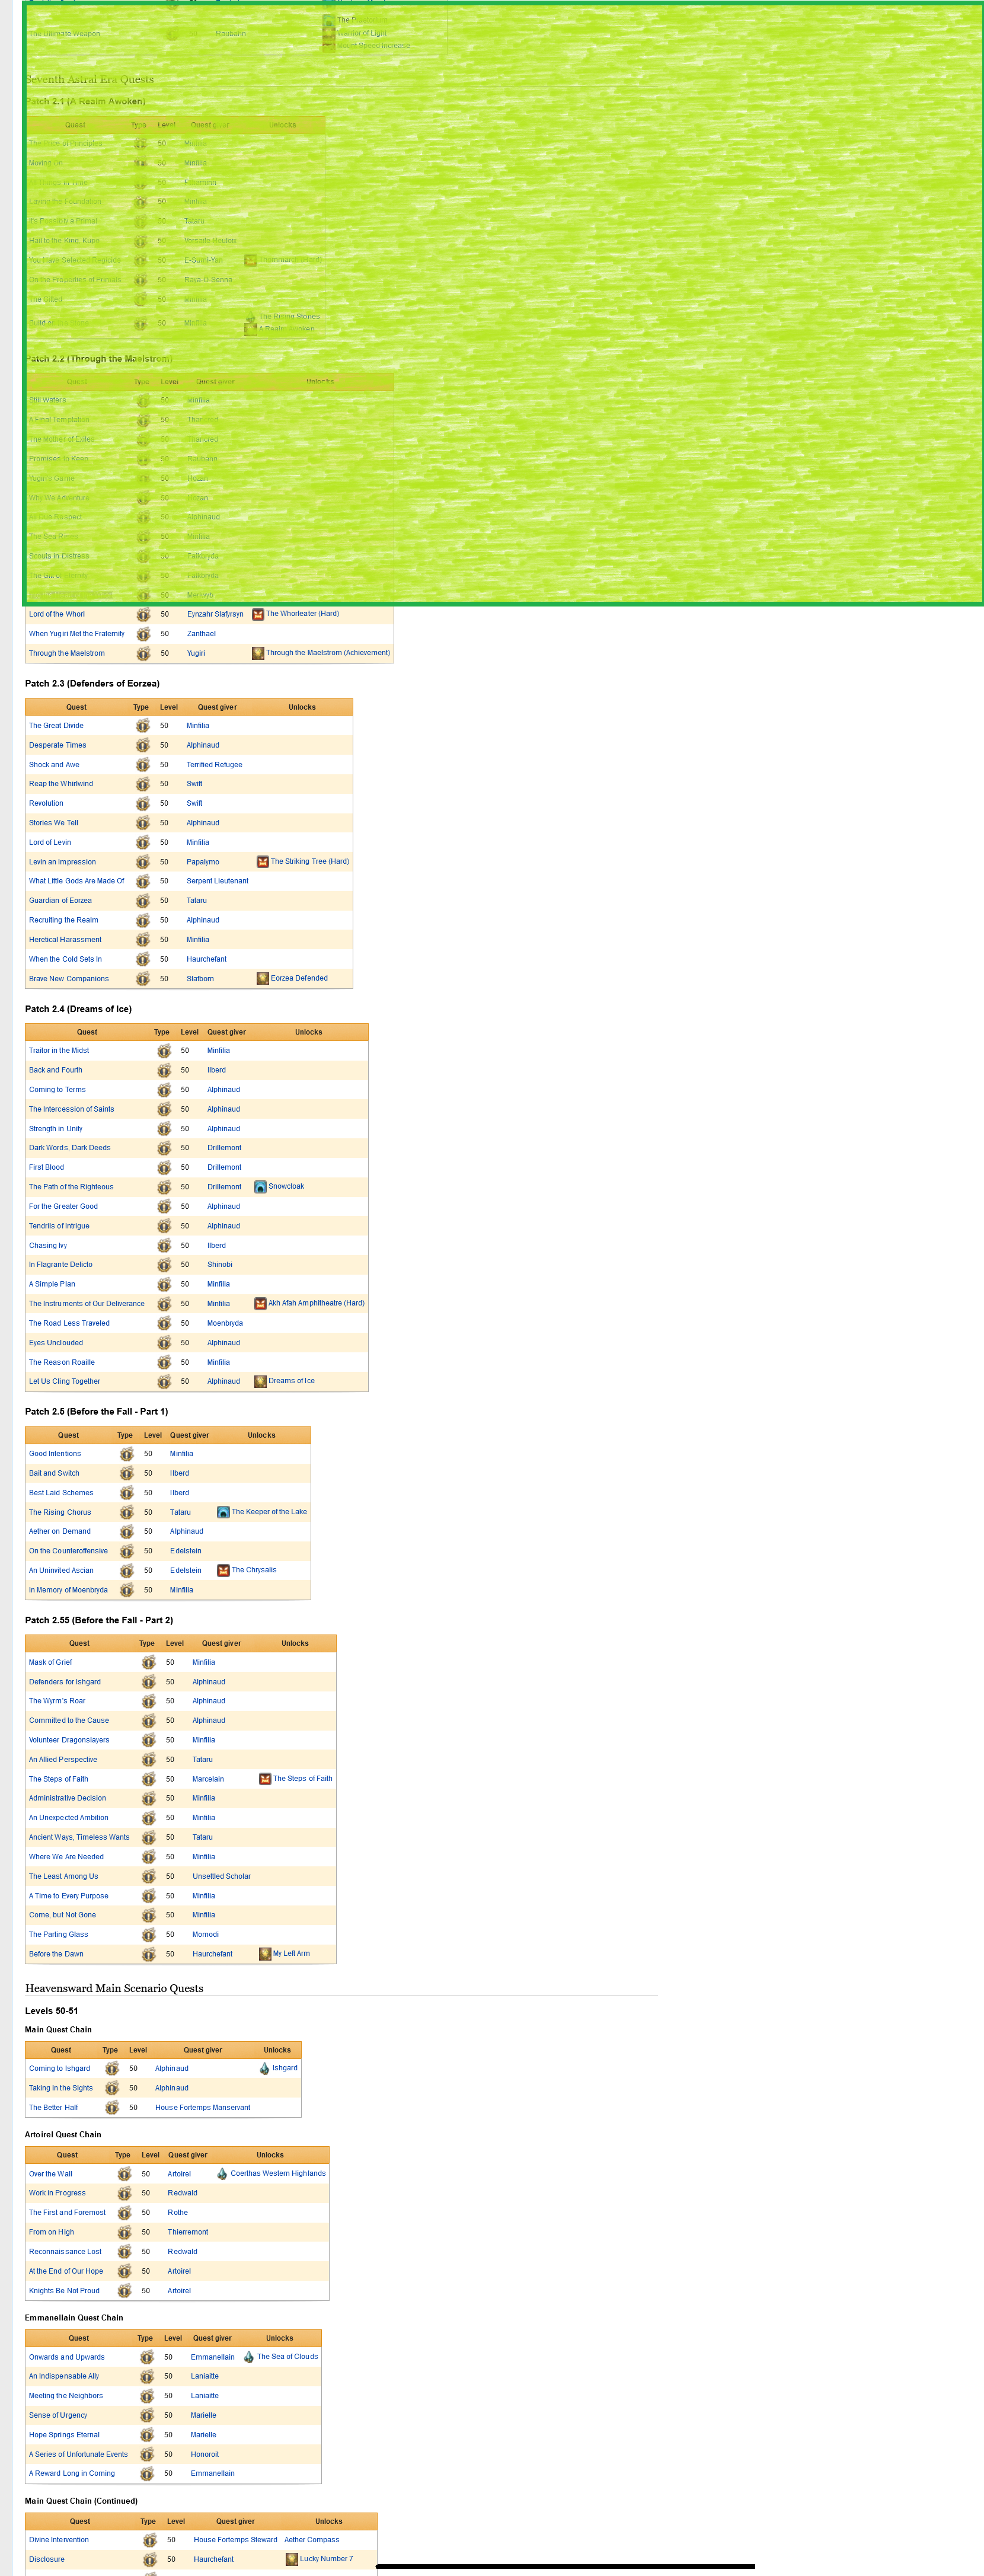 The Ultimate Weapon 50 Raubahn
Warrior of Light
Mount Speed Increase
Seventh Astral Era Quests
Patch 2.1 (A Realm Awoken)
Quest Type Level Quest giver Unlocks
The Price of Principles 50 Minfilia
Moving On 50 Minfilia
50
Laying the Foundation 50 Minfilia
50 Tataru
Hail to the King, Kupo 50
You Have Selected Regicide 50 E-Sumi-Yan
On the Properties of Primals 50 Raya-O-Senna
The Gifted 50 Minfilia
Build 50 Minfilia The Rising Stones
A Realm Awoken
Patch 2.2 (Through the Maelstrom)
Quest Type Level Quest giver Unlocks
Still Waters 50 Minfilia
A Final Temptation 50 Thancred
The Mother of Exiles 50 Thancred
Promises to Keep 50
Yugiri's Game 50 Hozan
Why We Adventure 50 Hozan
All Due Respect 50 Alphinaud
The Sea Rises 50 Minfilia
Scouts in Distress 50 Falkbryda
The Gift of 50 Falkbryda
50 Merlwyb
Lord of the Whorl 50 Eynzahr Slafyrsyn The Whorleater (Hard)
When Yugiri Met the Fraternity 50 Zanthael
Through the Maelstrom 50 Yugiri Through the Maelstrom (Achievement)
Patch 2.3 (Defenders of Eorzea)
Quest Type Level Quest giver Unlocks
The Great Divide 50 Minfilia
Desperate Times 50 Alphinaud
Shock and Awe 50 Terrified Refugee
Reap the Whirlwind 50 Swift
Revolution 50 Swift
Stories We Tell 50 Alphinaud
Lord of Levin 50 Minfilia
Levin an Impression 50 Papalymo The Striking Tree (Hard)
What Little Gods Are Made Of 50 Serpent Lieutenant
Guardian of Eorzea 50 Tataru
Recruiting the Realm 50 Alphinaud
Heretical Harassment 50 Minfilia
When the Cold Sets In 50 Haurchefant
Brave New Companions 50 Slafborn Eorzea Defended
Patch 2.4 (Dreams of Ice)
Quest Type Level Quest giver Unlocks
Traitor in the Midst 50 Minfilia
Back and Fourth 50 Ilberd
Coming to Terms 50 Alphinaud
The Intercession of Saints 50 Alphinaud
Strength in Unity 50 Alphinaud
Dark Words, Dark Deeds 50 Drillemont
First Blood 50 Drillemont
The Path of the Righteous 50 Drillemont Snowcloak
For the Greater Good 50 Alphinaud
Tendrils of Intrigue 50 Alphinaud
Chasing Ivy 50 Ilberd
In Flagrante Delicto 50 Shinobi
A Simple Plan 50 Minfilia
The Instruments of Our Deliverance 50 Minfilia Akh Afah Amphitheatre (Hard)
The Road Less Traveled 50 Moenbryda
Eyes Unclouded 50 Alphinaud
The Reason Roaille 50 Minfilia
Let Us Cling Together 50 Alphinaud Dreams of Ice
Patch 2.5 (Before the Fall - Part 1)
Quest Type Level Quest giver Unlocks
Good Intentions 50 Minfilia
Bait and Switch 50 Ilberd
Best Laid Schemes 50 Ilberd
The Rising Chorus 50 Tataru The Keeper of the Lake
Aether on Demand 50 Alphinaud
On the Counteroffensive 50 Edelstein
An Uninvited Ascian 50 Edelstein The Chrysalis
In Memory of Moenbryda 50 Minfilia
Patch 2.55 (Before the Fall - Part 2)
Quest Type Level Quest giver Unlocks
Mask of Grief 50 Minfilia
Defenders for Ishgard 50 Alphinaud
The Wyrm's Roar 50 Alphinaud
Committed to the Cause 50 Alphinaud
Volunteer Dragonslayers 50 Minfilia
An Allied Perspective 50 Tataru
The Steps of Faith 50 Marcelain The Steps of Faith
Administrative Decision 50 Minfilia
An Unexpected Ambition 50 Minfilia
Ancient Ways, Timeless Wants 50 Tataru
Where We Are Needed 50 Minfilia
The Least Among Us 50 Unsettled Scholar
A Time to Every Purpose 50 Minfilia
Come, but Not Gone 50 Minfilia
The Parting Glass 50 Momodi
Before the Dawn 50 Haurchefant My Left Arm
Heavensward Main Scenario Quests
Levels 50-51
Main Quest Chain
Quest Type Level Quest giver Unlocks
Coming to Ishgard 50 Alphinaud Ishgard
Taking in the Sights 50 Alphinaud
The Better Half 50 House Fortemps Manservant
Artoirel Quest Chain
Quest Type Level Quest giver Unlocks
Over the Wall 50 Artoirel Coerthas Western Highlands
Work in Progress 50 Redwald
The First and Foremost 50 Rothe
From on High 50 Thierremont
Reconnaissance Lost 50 Redwald
At the End of Our Hope 50 Artoirel
Knights Be Not Proud 50 Artoirel
Emmanellain Quest Chain
Quest Type Level Quest giver Unlocks
Onwards and Upwards 50 Emmanellain The Sea of Clouds
An Indispensable Ally 50 Laniaitte
Meeting the Neighbors 50 Laniaitte
Sense of Urgency 50 Marielle
Hope Springs Eternal 50 Marielle
A Series of Unfortunate Events 50 Honoroit
A Reward Long in Coming 50 Emmanellain
Main Quest Chain (Continued)
Quest Type Level Quest giver Unlocks
Divine Intervention 50 House Fortemps Steward Aether Compass
Disclosure 50 Haurchefant Lucky Number 7